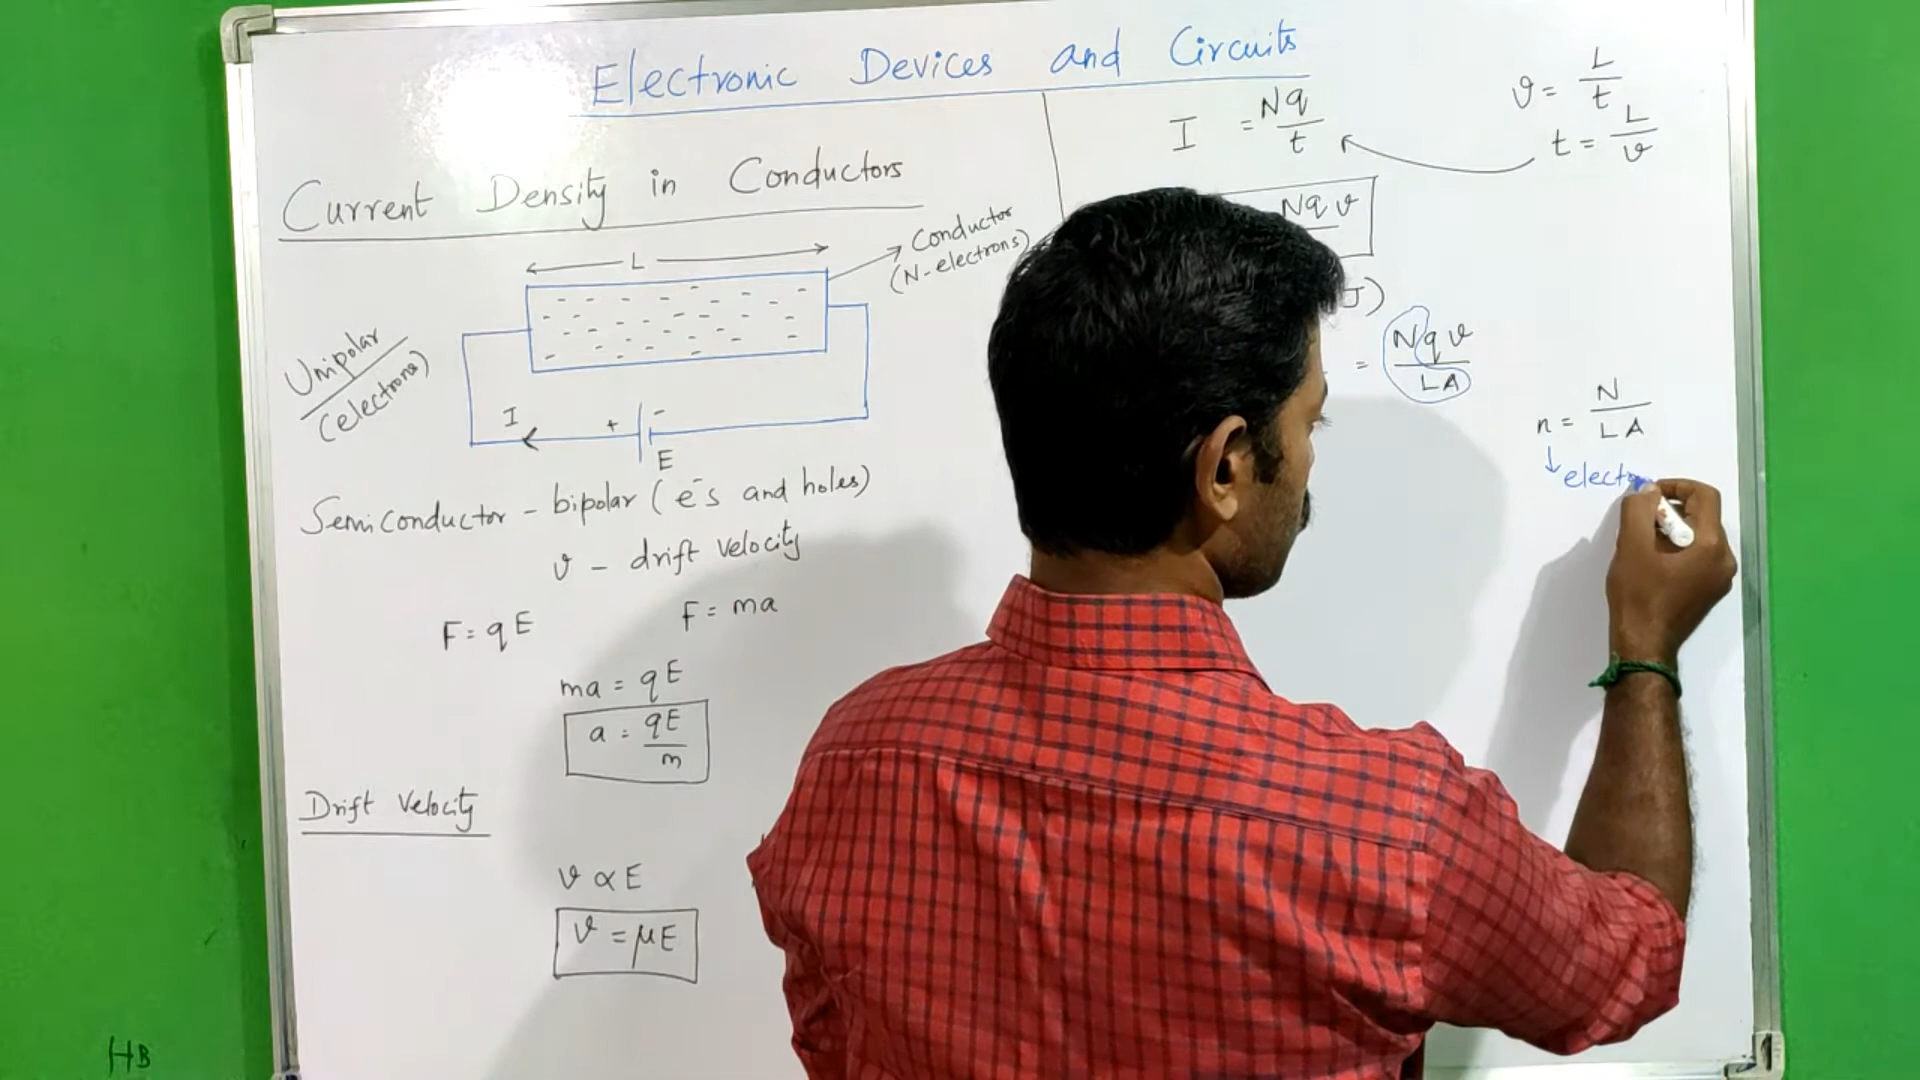 Electronic Devices and Circuits
Current Density in Conductors
L
Conductor
(N-electrons)
Unipolar
(electrons)
I
+ -
E
Semiconductor - bipolar (e⁻s and holes)
v - drift velocity
F = qE
F = ma
ma = qE
a = qE/m
Drift Velocity
v ∝ E
v = μE
I = Nq/t
v = L/t
t = L/v
Nqv
J)
= Nqv/LA
n = N/LA
↓
HB